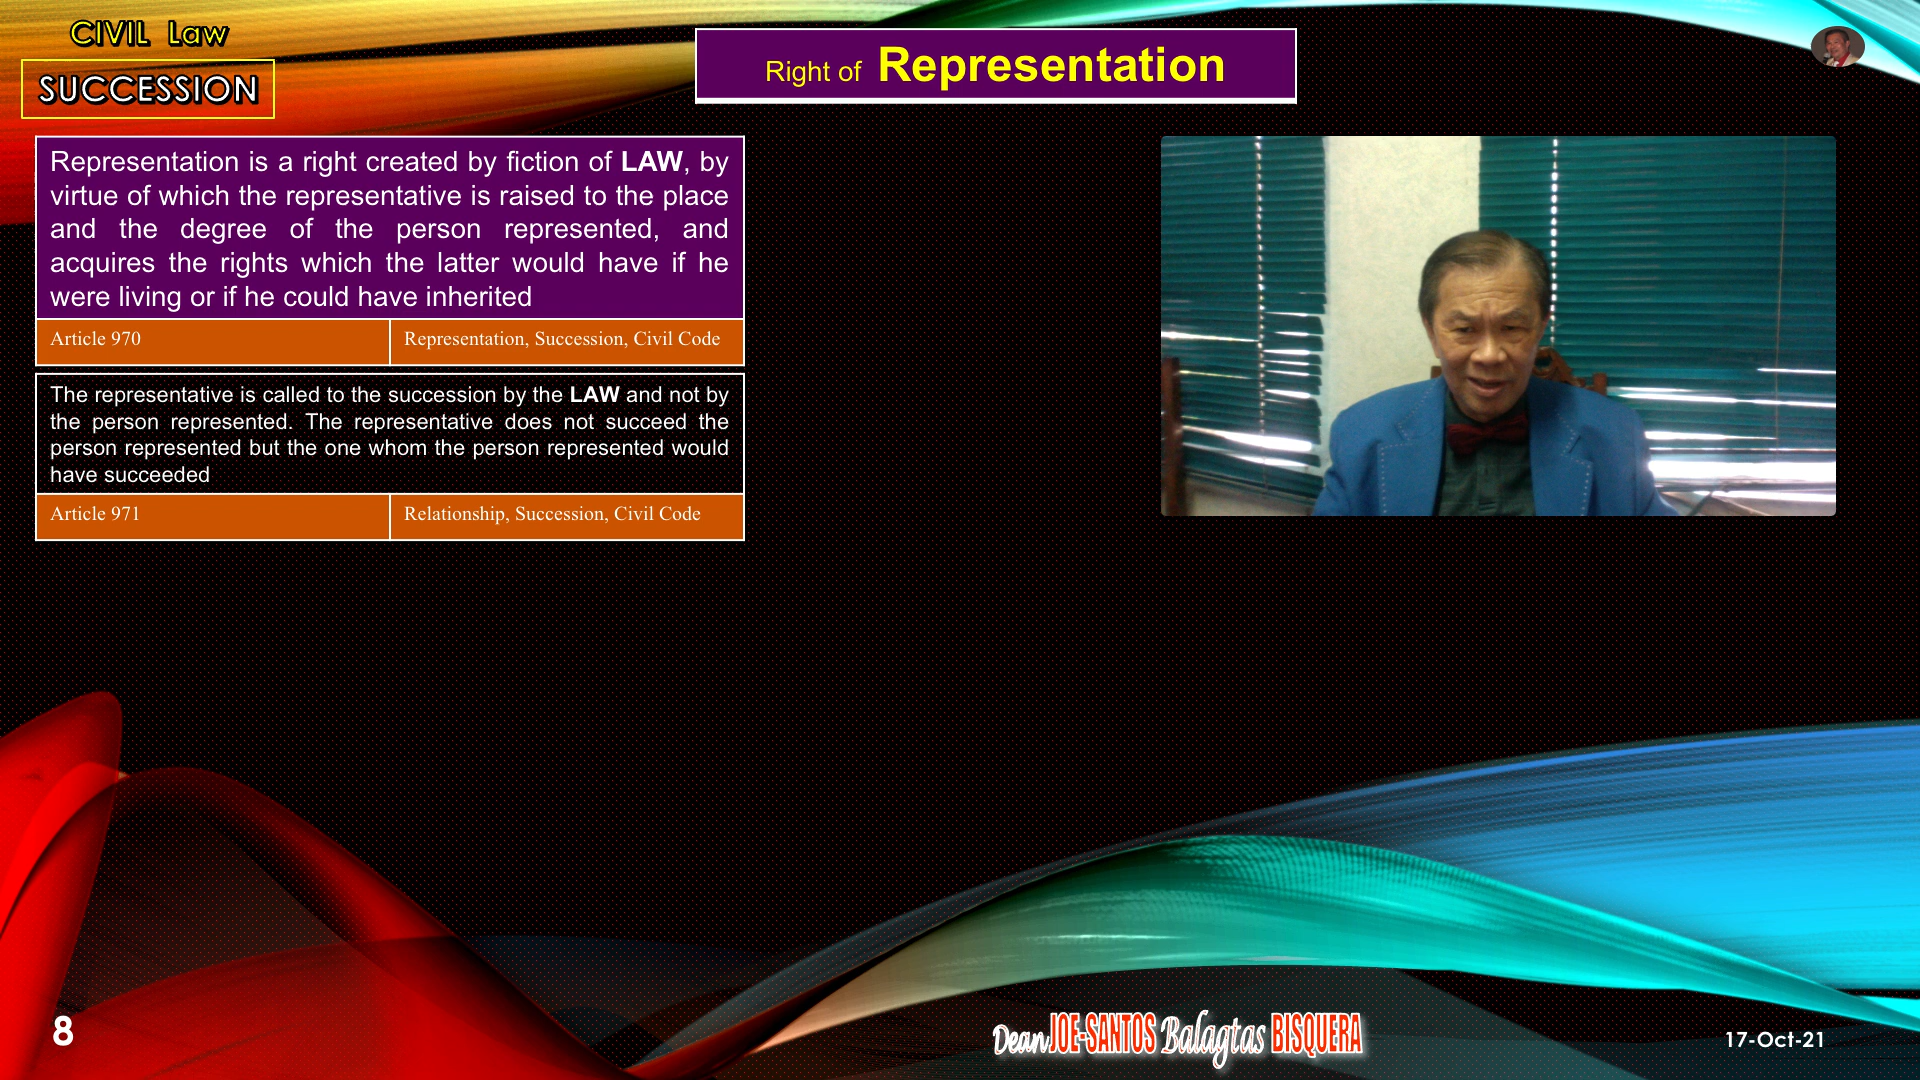 CIVIL Law
SUCCESSION
Right of Representation
Representation is a right created by fiction of LAW, by
virtue of which the representative is raised to the place
and the degree of the person represented, and
acquires the rights which the latter would have if he
were living or if he could have inherited
Article 970
Representation, Succession, Civil Code
The representative is called to the succession by the LAW and not by
the person represented. The representative does not succeed the
person represented but the one whom the person represented would
have succeeded
Article 971
Relationship, Succession, Civil Code
8
Dean JOE-SANTOS Balagtas BISQUERA
17-Oct-21